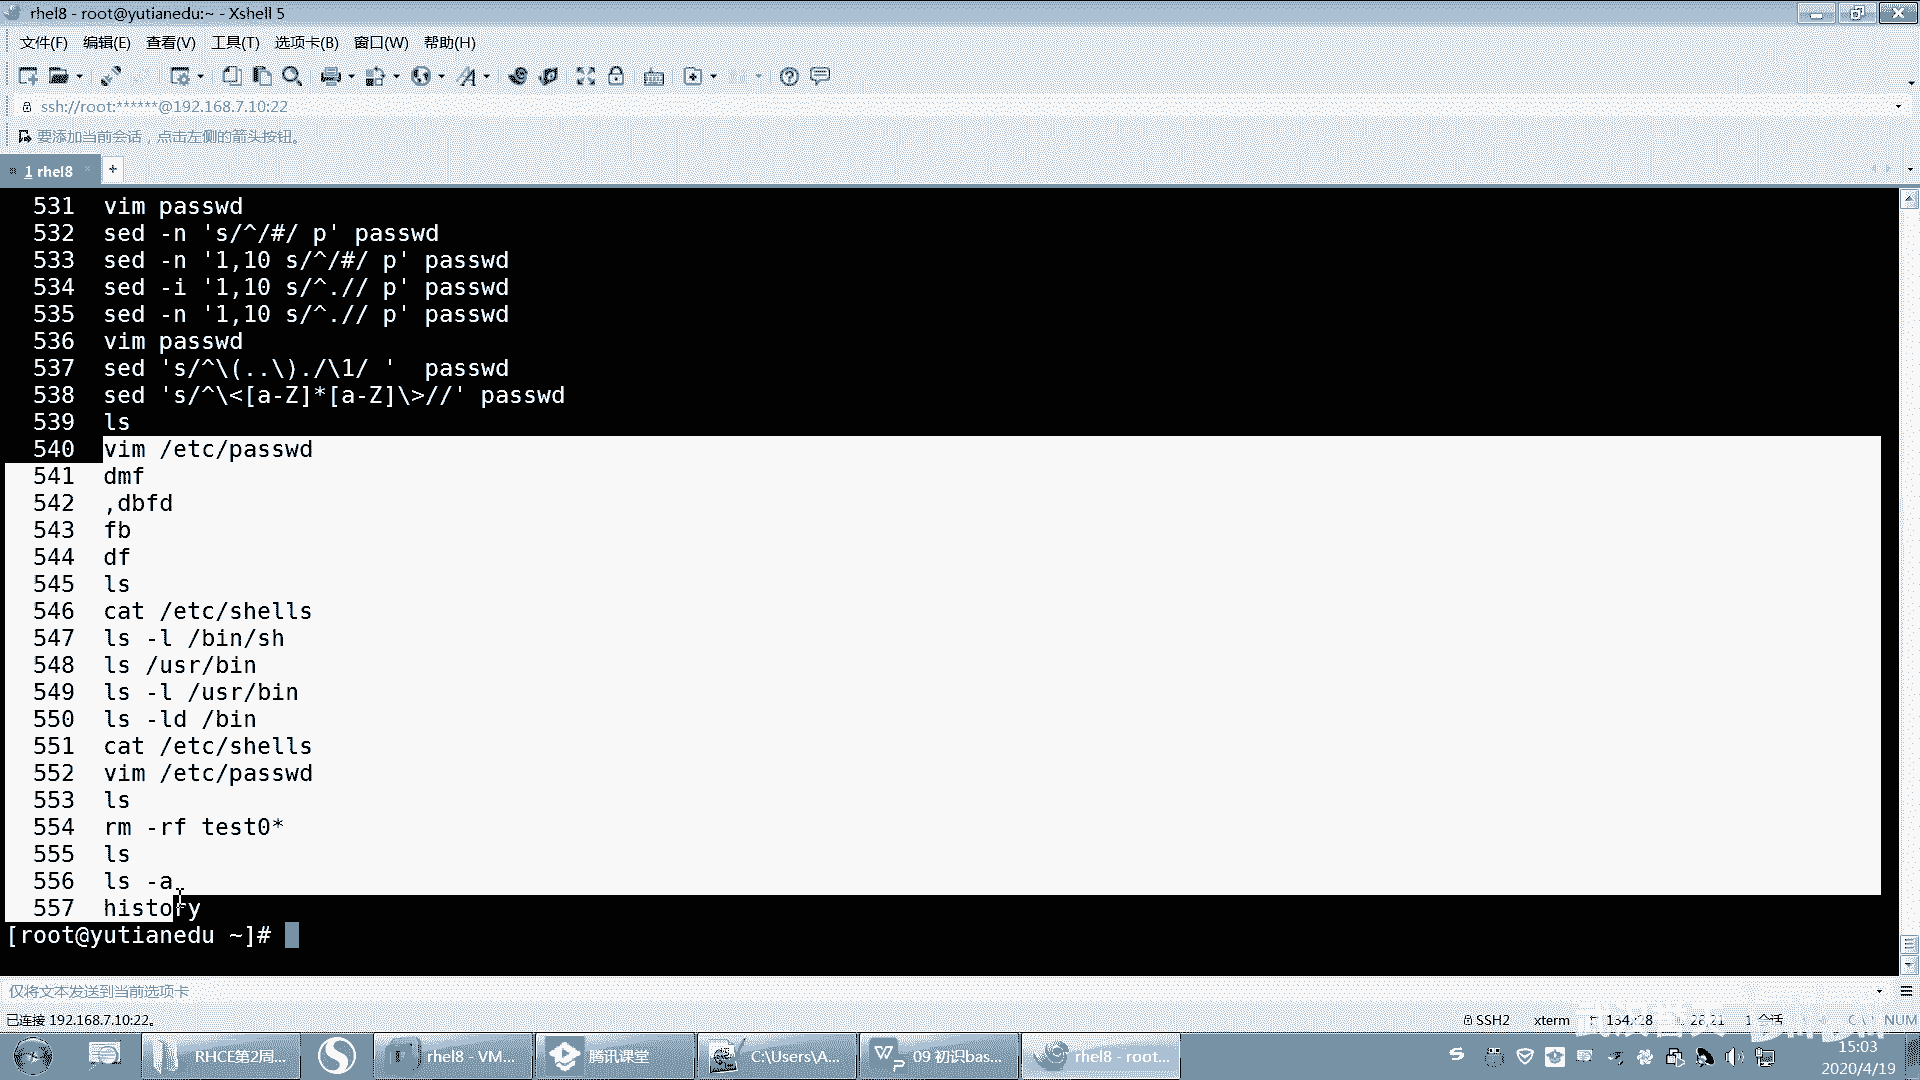 rhel8 - root@yutianedu:~ - Xshell 5
文件(F) 编辑(E) 查看(V) 工具(T) 选项卡(B) 窗口(W) 帮助(H)
ssh://root:******@192.168.7.10:22
要添加当前会话，点击左侧的箭头按钮。
1 rhel8 × +
531 vim passwd
532 sed -n 's/^/#/ p' passwd
533 sed -n '1,10 s/^/#/ p' passwd
534 sed -i '1,10 s/^.// p' passwd
535 sed -n '1,10 s/^.// p' passwd
536 vim passwd
537 sed 's/^\(..\)./\1/ '  passwd
538 sed 's/^\<[a-Z]*[a-Z]\>//' passwd
539 ls
540 vim /etc/passwd
541 dmf
542 ,dbfd
543 fb
544 df
545 ls
546 cat /etc/shells
547 ls -l /bin/sh
548 ls /usr/bin
549 ls -l /usr/bin
550 ls -ld /bin
551 cat /etc/shells
552 vim /etc/passwd
553 ls
554 rm -rf test0*
555 ls
556 ls -a
557 history
[root@yutianedu ~]#
仅将文本发送到当前选项卡
已连接 192.168.7.10:22。 SSH2 xterm 134x28 28,21 1 会话 NUM
RHCE第2周... rhel8 - VM... 腾讯课堂 C:\Users\A... 09 初识bas... rhel8 - root... 15:03
2020/4/19